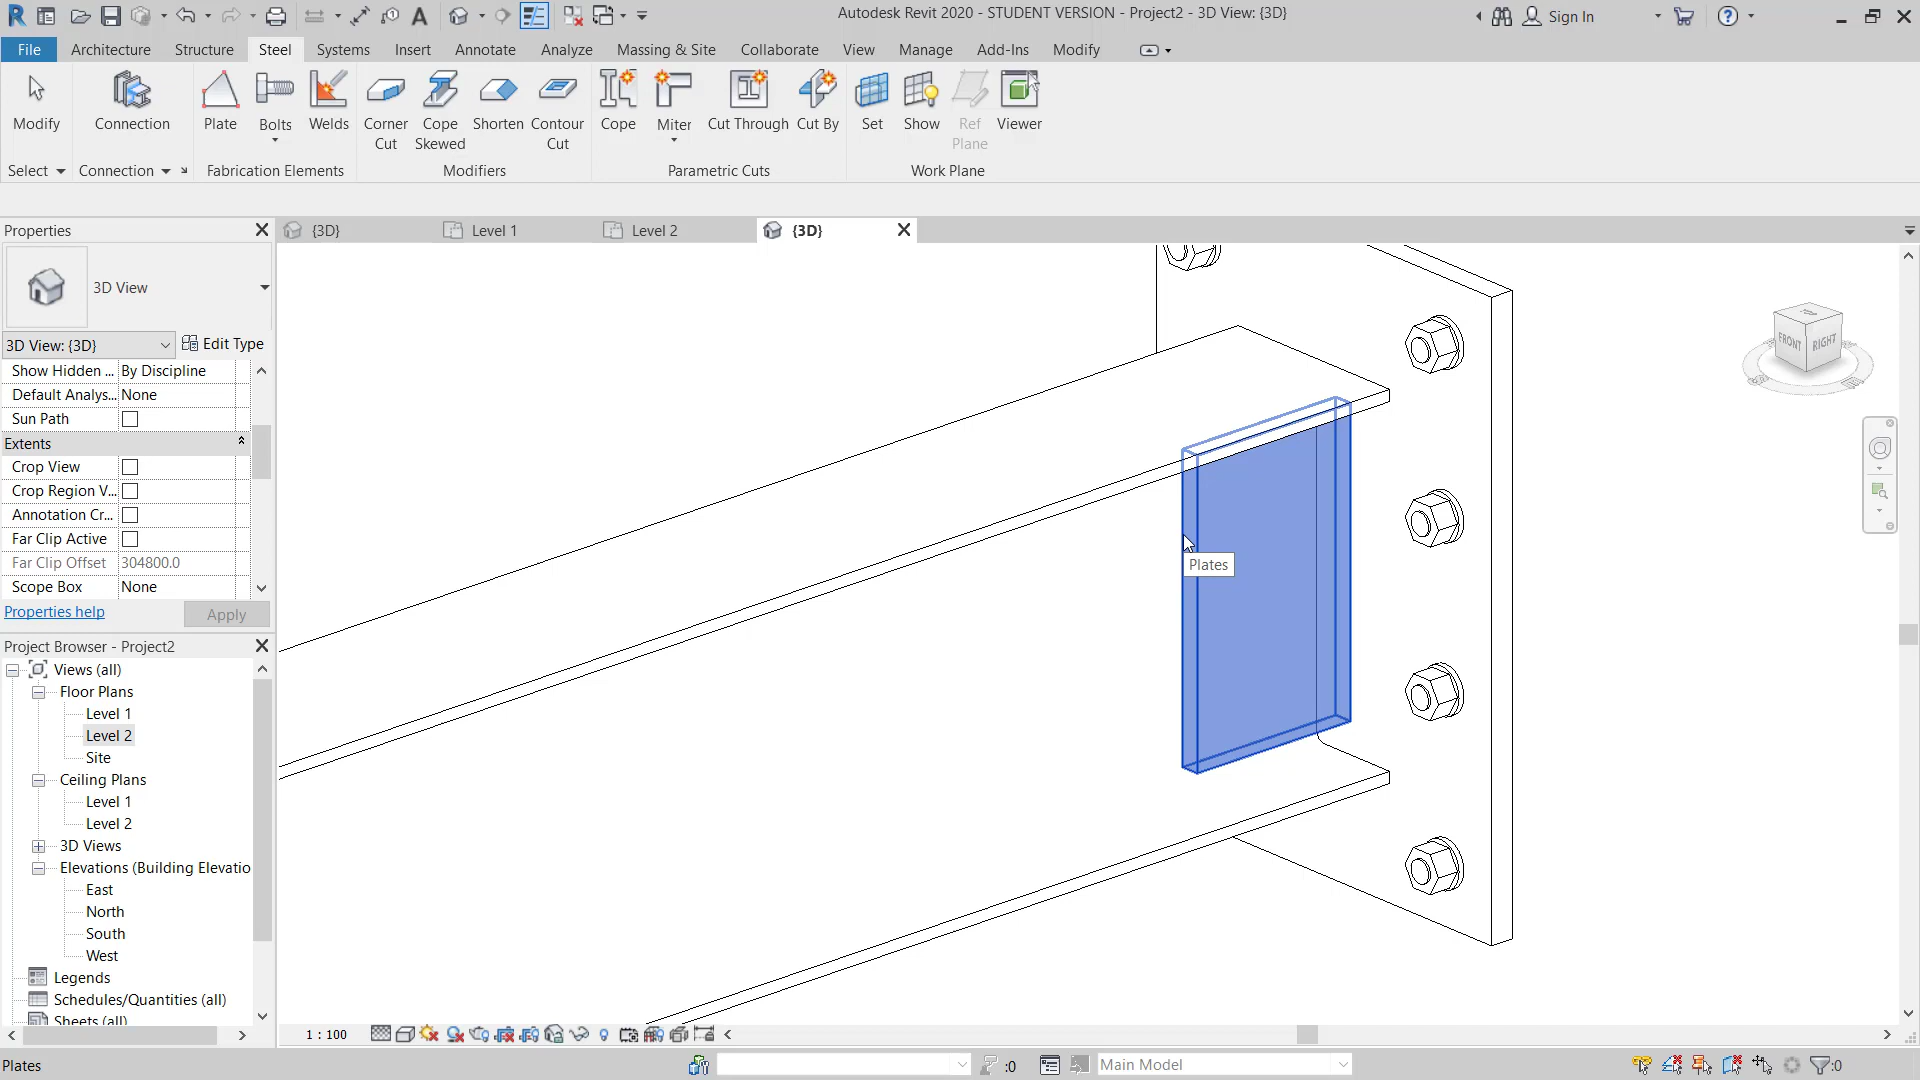 Autodesk Revit 2020 - STUDENT VERSION - Project2 - 3D View: {3D}
Sign In
File
Architecture
Structure
Steel
Systems
Insert
Annotate
Analyze
Massing & Site
Collaborate
View
Manage
Add-Ins
Modify
Modify
Connection
Plate
Bolts
Welds
Corner Cut
Cope Skewed
Shorten
Contour Cut
Cope
Miter
Cut Through
Cut By
Set
Show
Ref Plane
Viewer
Select
Connection
Fabrication Elements
Modifiers
Parametric Cuts
Work Plane
Properties
{3D}
Level 1
Level 2
{3D}
3D View
3D View: {3D}
Edit Type
Show Hidden ... By Discipline
Default Analys... None
Sun Path
Extents
Crop View
Crop Region V...
Annotation Cr...
Far Clip Active
Far Clip Offset 304800.0
Scope Box None
Properties help
Apply
Project Browser - Project2
Views (all)
Floor Plans
Level 1
Level 2
Site
Ceiling Plans
Level 1
Level 2
3D Views
Elevations (Building Elevatio
East
North
South
West
Legends
Schedules/Quantities (all)
Sheets (all)
FRONT
RIGHT
Plates
1 : 100
Plates
:0
Main Model
:0